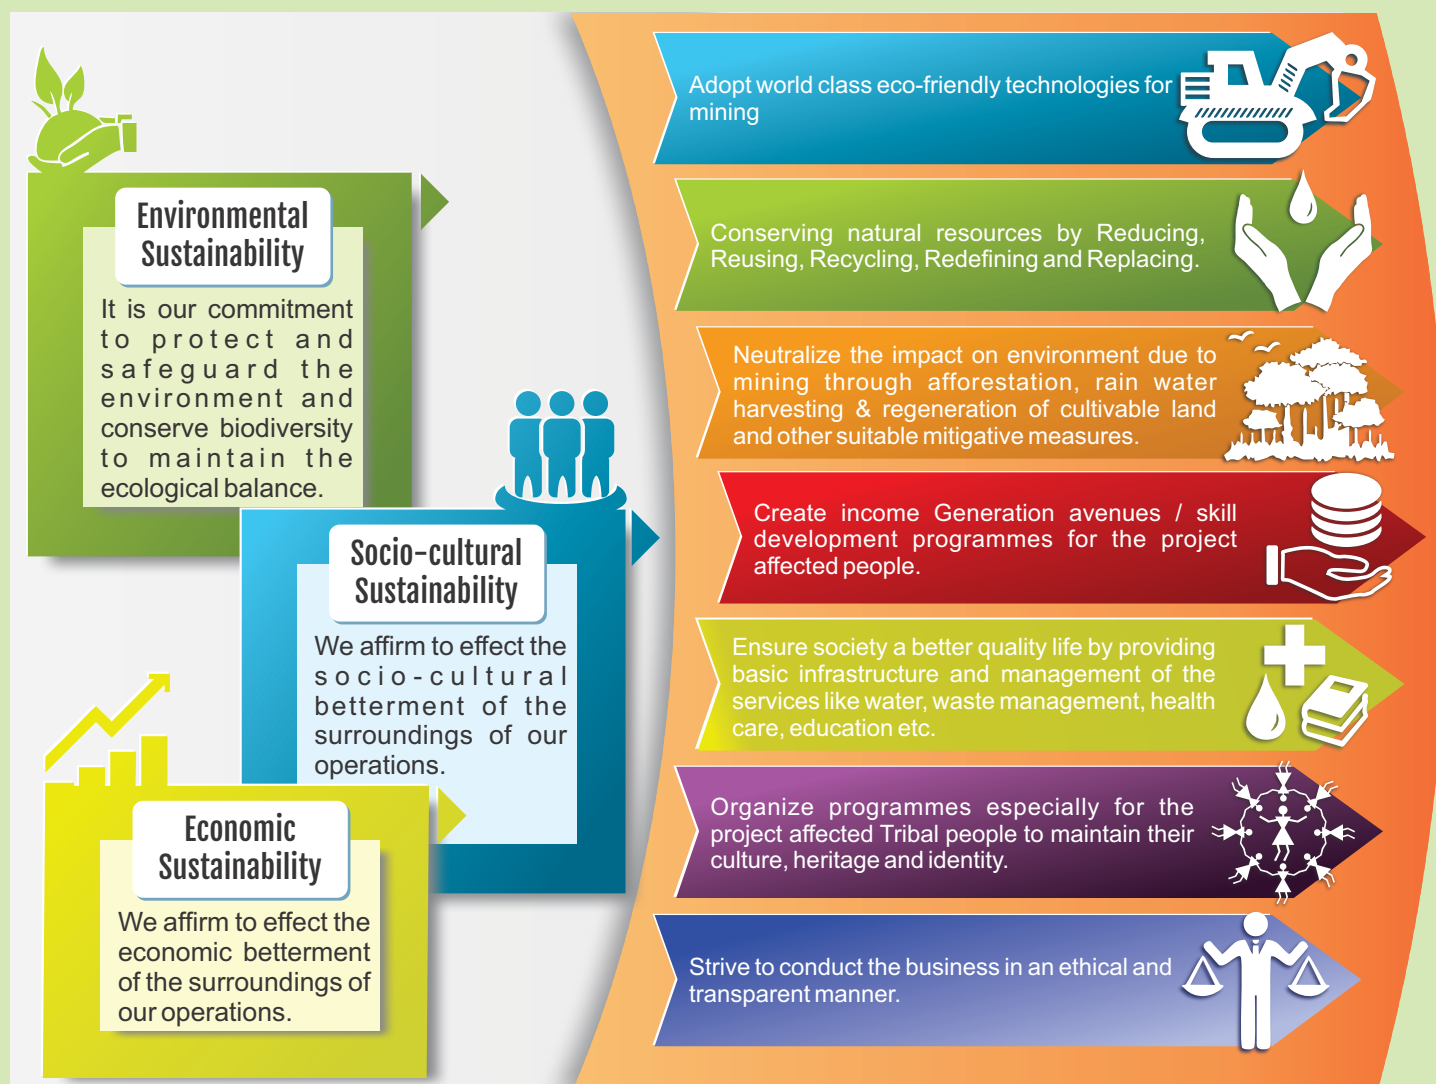 Environmental
Sustainability
It is our commitment
to protect and
safeguard the
environment and
conserve biodiversity
to maintain the
ecological balance.
Socio-cultural
Sustainability
We affirm to effect the
socio-cultural
betterment of the
surroundings of our
operations.
Economic
Sustainability
We affirm to effect the
economic betterment
of the surroundings of
our operations.
Adopt world class eco-friendly technologies for
mining
Conserving natural resources by Reducing,
Reusing, Recycling, Redefining and Replacing.
Neutralize the impact on environment due to
mining through afforestation, rain water
harvesting & regeneration of cultivable land
and other suitable mitigative measures.
Create income Generation avenues / skill
development programmes for the project
affected people.
Ensure society a better quality life by providing
basic infrastructure and management of the
services like water, waste management, health
care, education etc.
Organize programmes especially for the
project affected Tribal people to maintain their
culture, heritage and identity.
Strive to conduct the business in an ethical and
transparent manner.